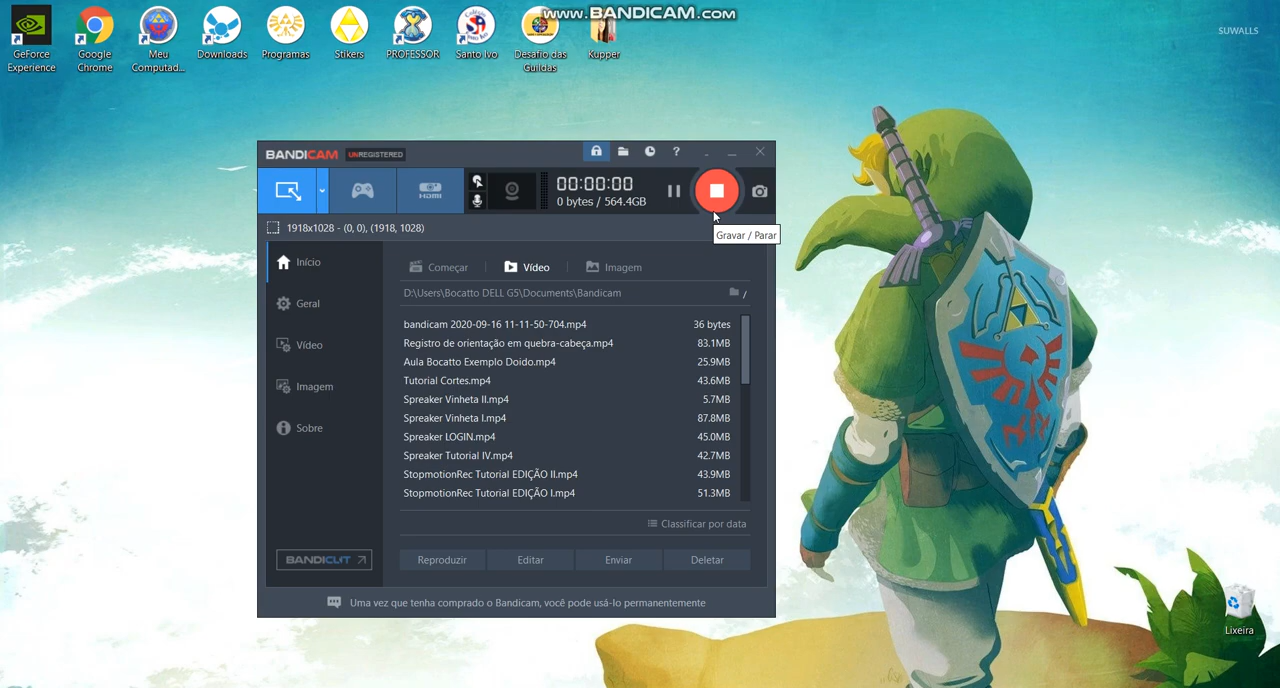 www.BANDICAM.com
SUWALLS
GeForce Experience
Google Chrome
Meu Computad...
Downloads
Programas
Stikers
PROFESSOR
Santo Ivo
Desafio das Guildas
Kupper
BANDICAM UNREGISTERED
HDMI
00:00:00
0 bytes / 564.4GB
Gravar / Parar
1918x1028 - (0, 0), (1918, 1028)
Início
Geral
Vídeo
Imagem
Sobre
BANDICUT
Começar
Vídeo
Imagem
D:\Users\Bocatto DELL G5\Documents\Bandicam
bandicam 2020-09-16 11-11-50-704.mp4 36 bytes
Registro de orientação em quebra-cabeça.mp4 83.1MB
Aula Bocatto Exemplo Doido.mp4 25.9MB
Tutorial Cortes.mp4 43.6MB
Spreaker Vinheta II.mp4 5.7MB
Spreaker Vinheta I.mp4 87.8MB
Spreaker LOGIN.mp4 45.0MB
Spreaker Tutorial IV.mp4 42.7MB
StopmotionRec Tutorial EDIÇÃO II.mp4 43.9MB
StopmotionRec Tutorial EDIÇÃO I.mp4 51.3MB
Classificar por data
Reproduzir
Editar
Enviar
Deletar
Uma vez que tenha comprado o Bandicam, você pode usá-lo permanentemente
Lixeira